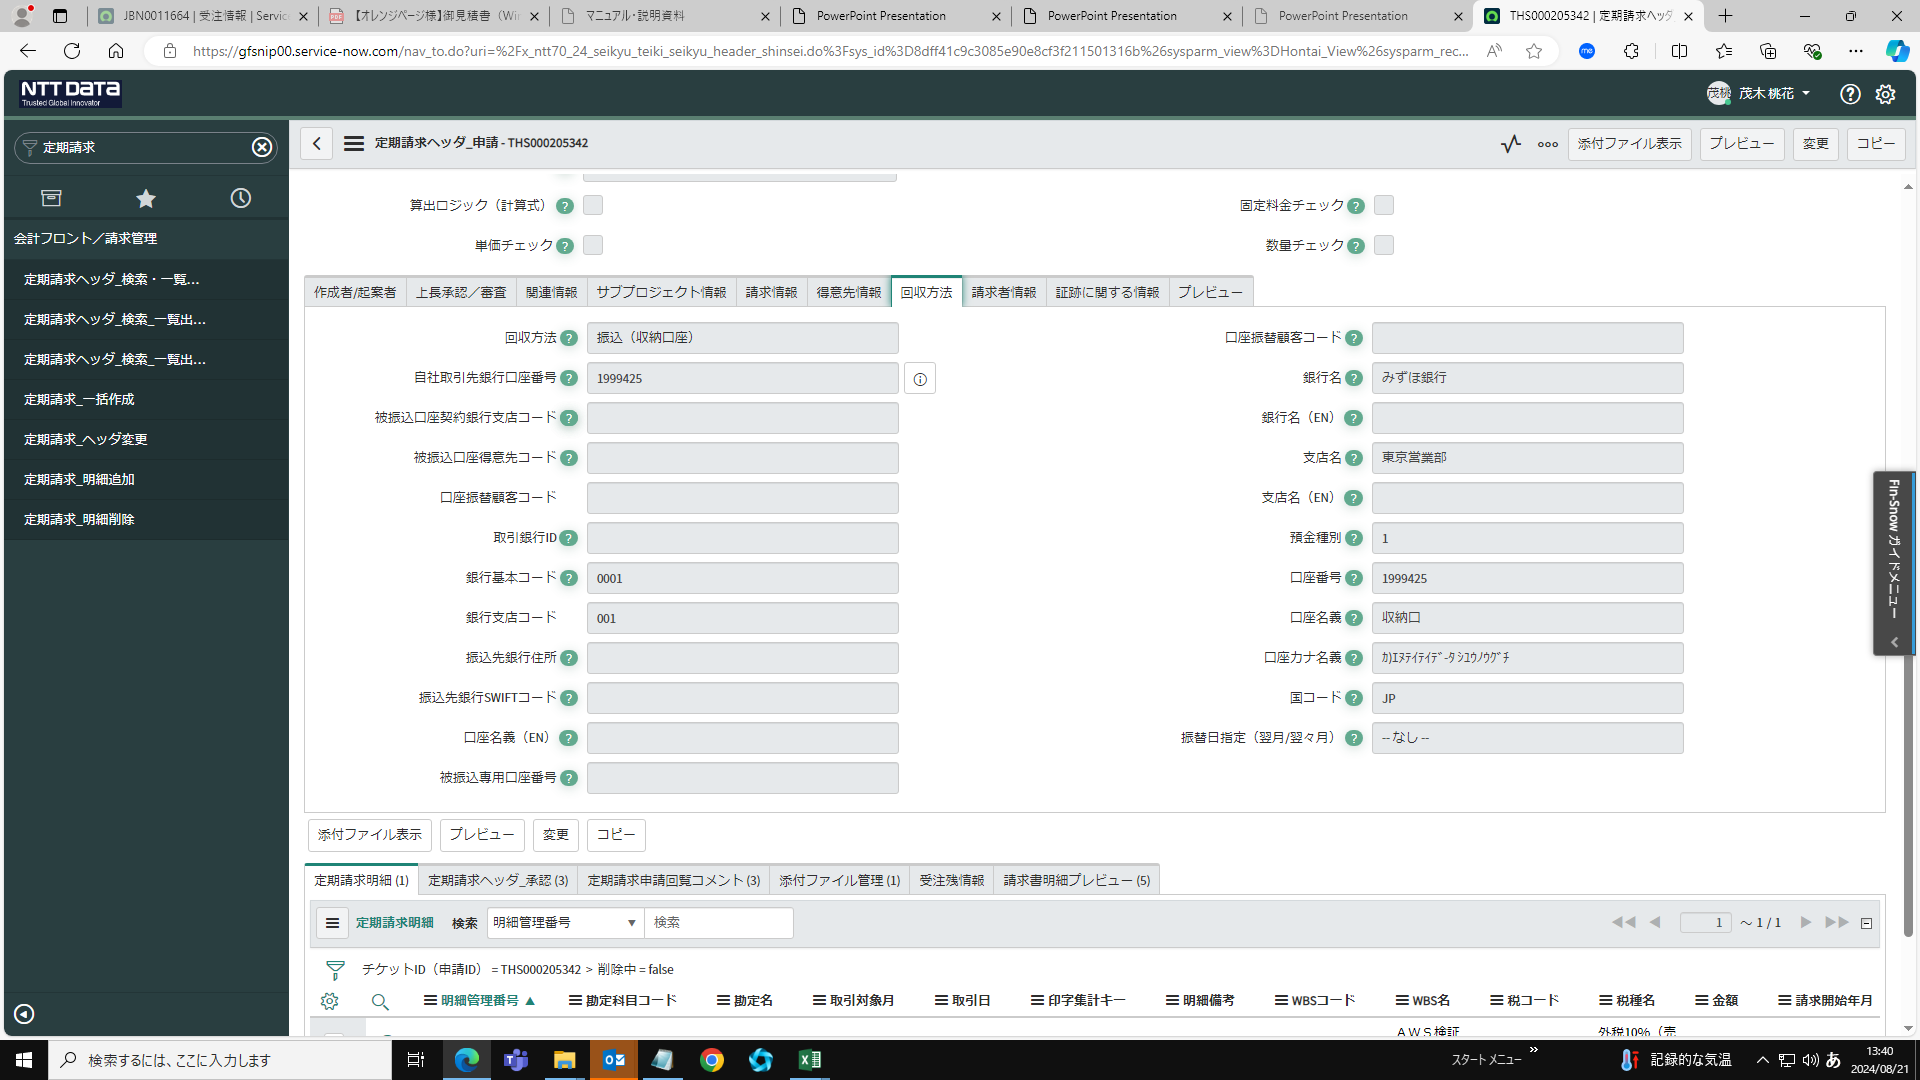 JBN0011664 | 受注情報 | Servic
【オレンジページ様】御見積書（Win
マニュアル・説明資料
PowerPoint Presentation
PowerPoint Presentation
PowerPoint Presentation
THS000205342 | 定期請求ヘッダ
https://gfsnip00.service-now.com/nav_to.do?uri=%2Fx_ntt70_24_seikyu_teiki_seikyu_header_shinsei.do%3Fsys_id%3D8dff41c9c3085e90e8cf3f211501316b%26sysparm_view%3DHontai_View%26sysparm_rec...
NTT DATA
Trusted Global Innovator
茂桃 茂木 桃花
定期請求
定期請求ヘッダ_申請 - THS000205342
添付ファイル表示 プレビュー 変更 コピー
会計フロント／請求管理
定期請求ヘッダ_検索・一覧...
定期請求ヘッダ_検索_一覧出...
定期請求ヘッダ_検索_一覧出...
定期請求_一括作成
定期請求_ヘッダ変更
定期請求_明細追加
定期請求_明細削除
算出ロジック（計算式） ? 固定料金チェック ?
単価チェック ? 数量チェック ?
作成者/起案者 上長承認／審査 関連情報 サブプロジェクト情報 請求情報 得意先情報 回収方法 請求者情報 証跡に関する情報 プレビュー
回収方法 ? 振込（収納口座） 口座振替顧客コード ?
自社取引先銀行口座番号 ? 1999425 銀行名 ? みずほ銀行
被振込口座契約銀行支店コード ? 銀行名（EN） ?
被振込口座得意先コード ? 支店名 ? 東京営業部
口座振替顧客コード 支店名（EN） ?
取引銀行ID ? 預金種別 ? 1
銀行基本コード ? 0001 口座番号 ? 1999425
銀行支店コード 001 口座名義 ? 収納口
振込先銀行住所 ? 口座カナ名義 ? ｶ)ｴﾇﾃｲﾃｲﾃﾞｰﾀ ｼﾕｳﾉｳｸﾞﾁ
振込先銀行SWIFTコード ? 国コード ? JP
口座名義（EN） ? 振替日指定（翌月/翌々月） ? -- なし --
被振込専用口座番号 ?
Fin-Snow ガイドメニュー
添付ファイル表示 プレビュー 変更 コピー
定期請求明細 (1) 定期請求ヘッダ_承認 (3) 定期請求申請回覧コメント (3) 添付ファイル管理 (1) 受注残情報 請求書明細プレビュー (5)
定期請求明細 検索 明細管理番号 検索 1 ～ 1 / 1
チケットID（申請ID） = THS000205342 > 削除中 = false
明細管理番号 勘定科目コード 勘定名 取引対象月 取引日 印字集計キー 明細備考 WBSコード WBS名 税コード 税種名 金額 請求開始年月
ＡＷＳ検証 外税10%（売
検索するには、ここに入力します
スタート メニュー
記録的な気温
あ
13:40
2024/08/21